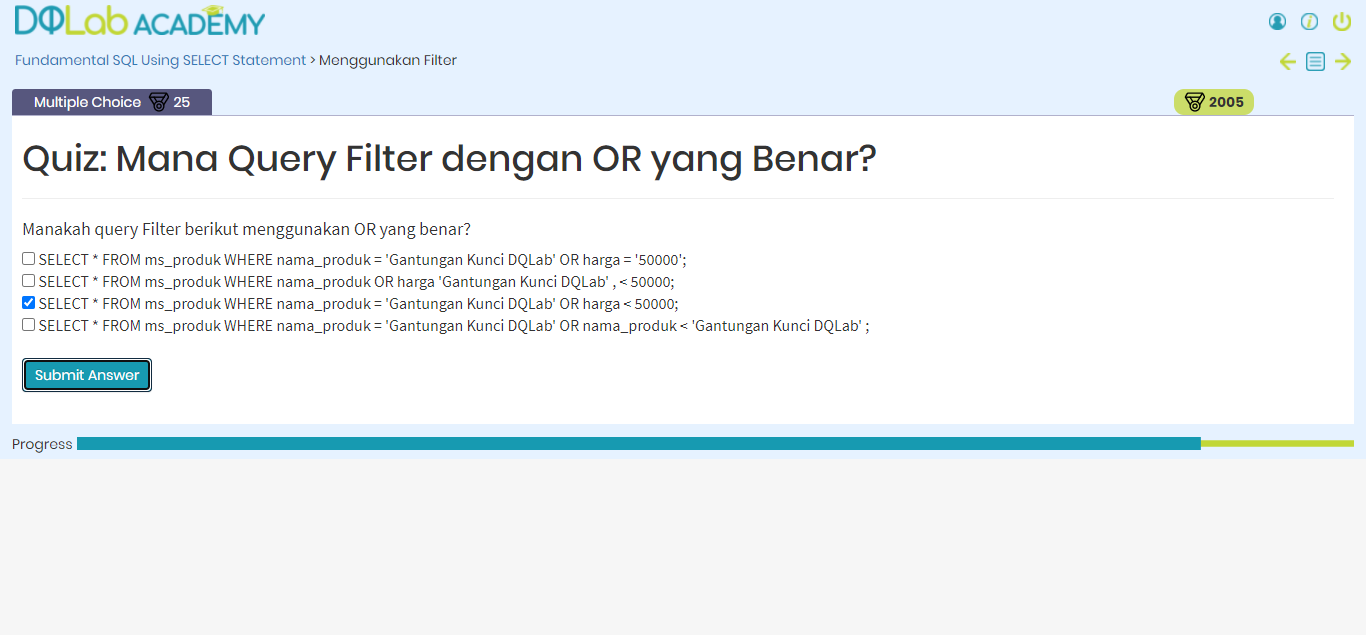 DQLab ACADEMY
Fundamental SQL Using SELECT Statement > Menggunakan Filter
Multiple Choice 25
2005
Quiz: Mana Query Filter dengan OR yang Benar?
Manakah query Filter berikut menggunakan OR yang benar?
SELECT * FROM ms_produk WHERE nama_produk = 'Gantungan Kunci DQLab' OR harga = '50000';
SELECT * FROM ms_produk WHERE nama_produk OR harga 'Gantungan Kunci DQLab' , < 50000;
SELECT * FROM ms_produk WHERE nama_produk = 'Gantungan Kunci DQLab' OR harga < 50000;
SELECT * FROM ms_produk WHERE nama_produk = 'Gantungan Kunci DQLab' OR nama_produk < 'Gantungan Kunci DQLab' ;
Submit Answer
Progress